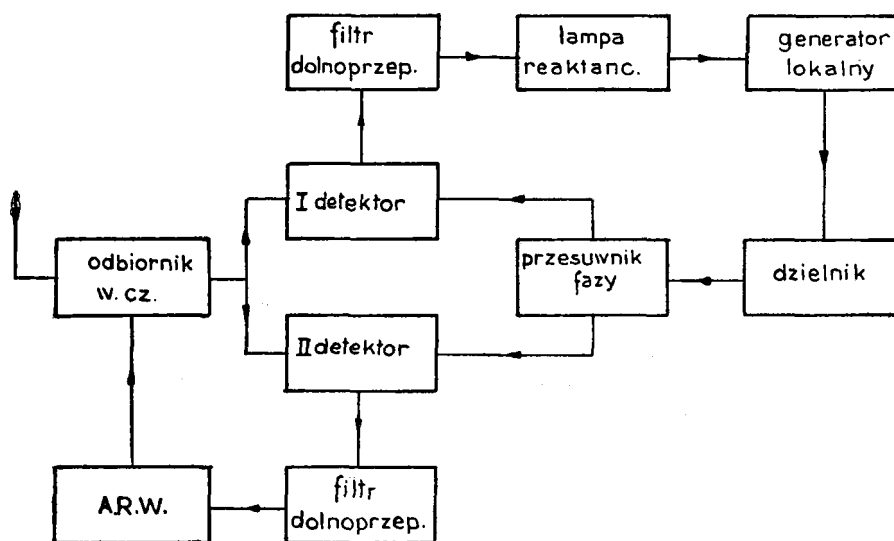 filtr
dolnoprzep.
lampa
reaktanc.
generator
lokalny
I detektor
odbiornik
w. cz.
przesuwnik
fazy
dzielnik
II detektor
A.R.W.
filtr
dolnoprzep.